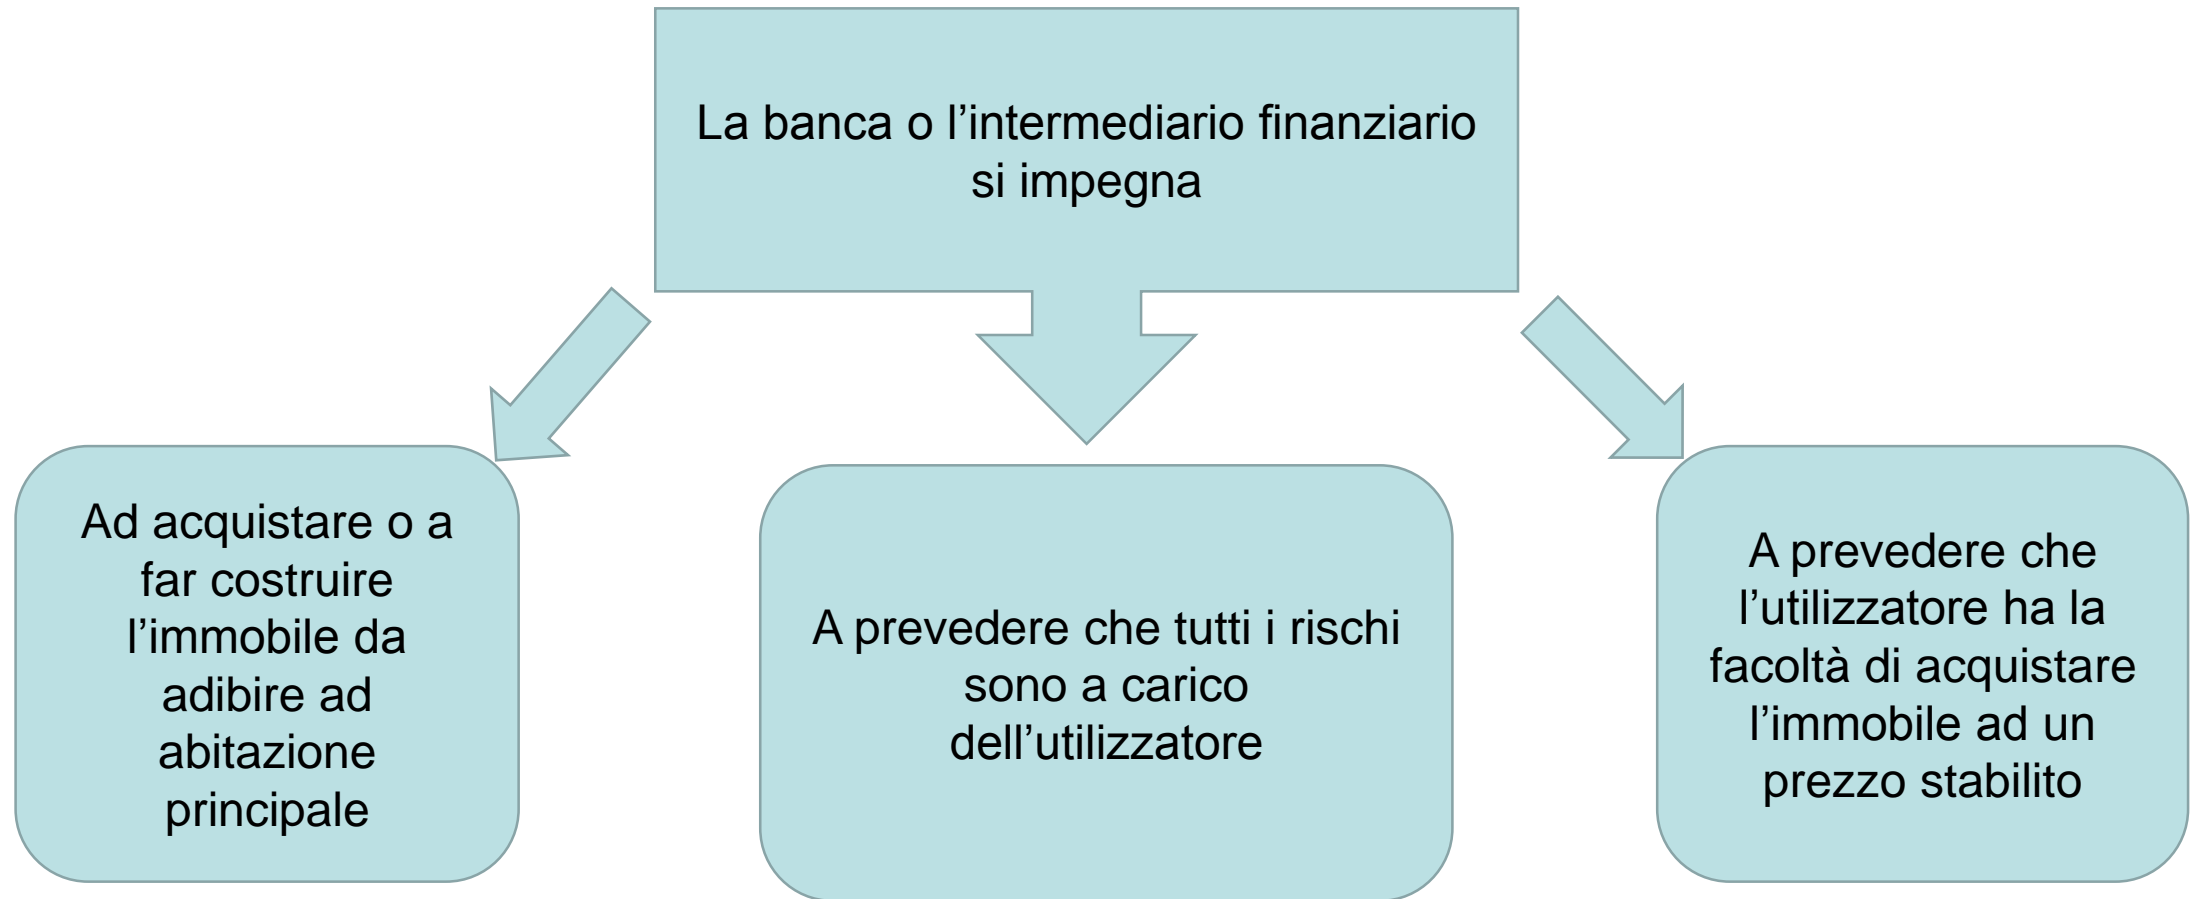 La banca o l’intermediario finanziario
si impegna
Ad acquistare o a
far costruire
l’immobile da
adibire ad
abitazione
principale
A prevedere che tutti i rischi
sono a carico
dell’utilizzatore
A prevedere che
l’utilizzatore ha la
facoltà di acquistare
l’immobile ad un
prezzo stabilito